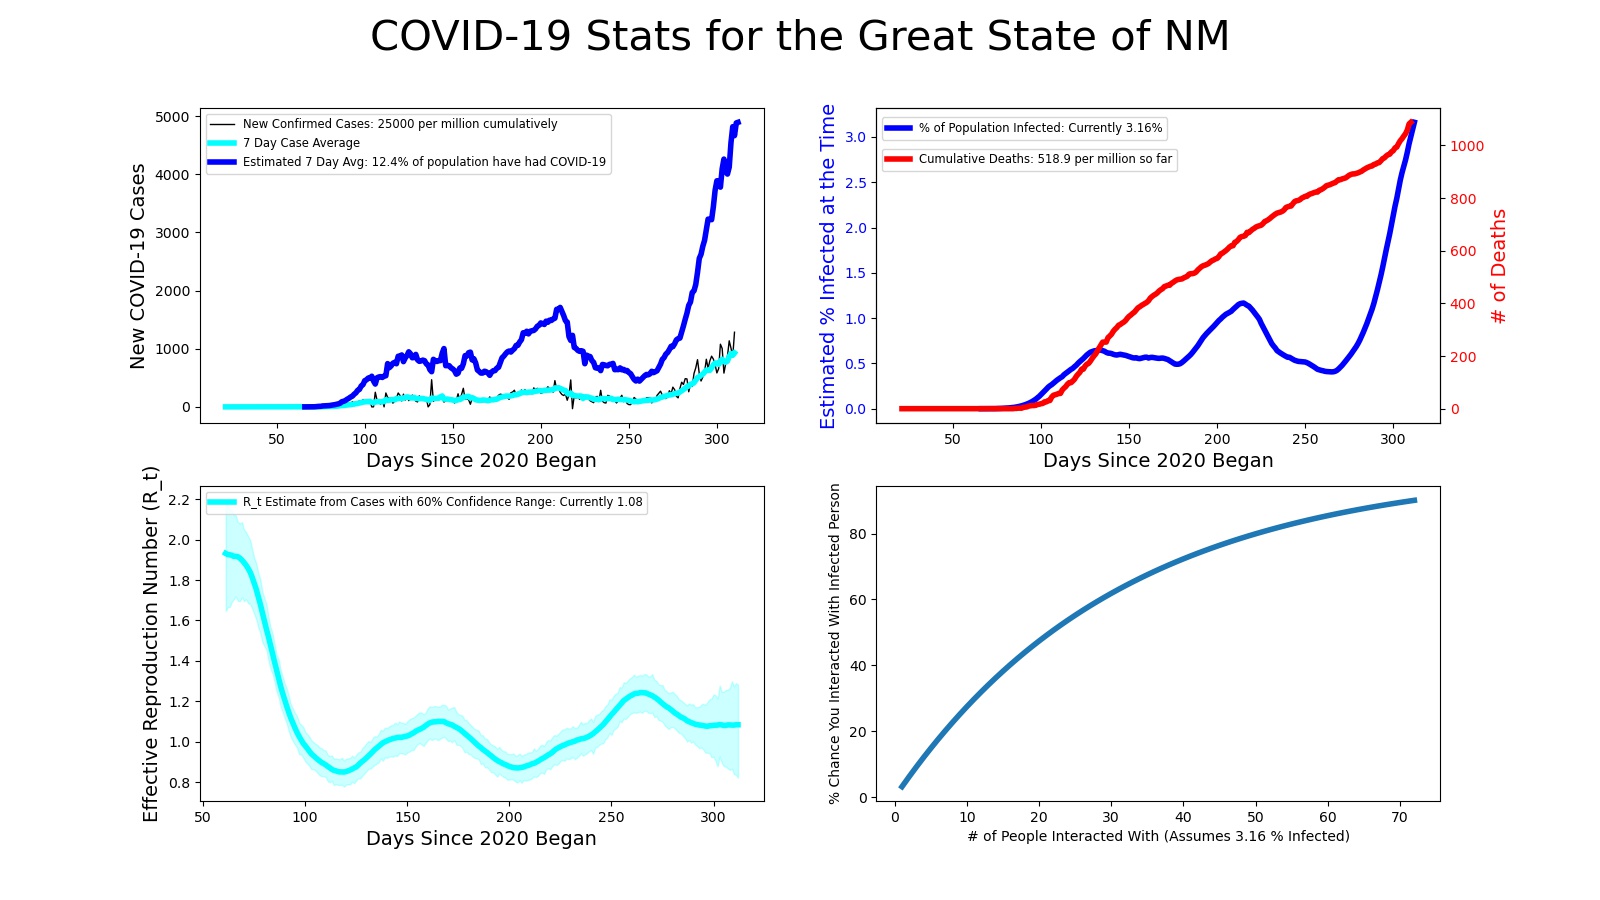 COVID-19 Stats for the Great State of NM
New COVID-19 Cases
5000
4000
3000
2000
1000
0
New Confirmed Cases: 25000 per million cumulatively
7 Day Case Average
Estimated 7 Day Avg: 12.4% of population have had COVID-19
50 100 150 200 250 300
Days Since 2020 Began
Estimated % Infected at the Time
3.0
2.5
2.0
1.5
1.0
0.5
0.0
% of Population Infected: Currently 3.16%
Cumulative Deaths: 518.9 per million so far
1000
800
600
400
200
0
# of Deaths
50 100 150 200 250 300
Days Since 2020 Began
Effective Reproduction Number (R_t)
2.2
2.0
1.8
1.6
1.4
1.2
1.0
0.8
R_t Estimate from Cases with 60% Confidence Range: Currently 1.08
50 100 150 200 250 300
Days Since 2020 Began
% Chance You Interacted With Infected Person
80
60
40
20
0
0 10 20 30 40 50 60 70
# of People Interacted With (Assumes 3.16 % Infected)